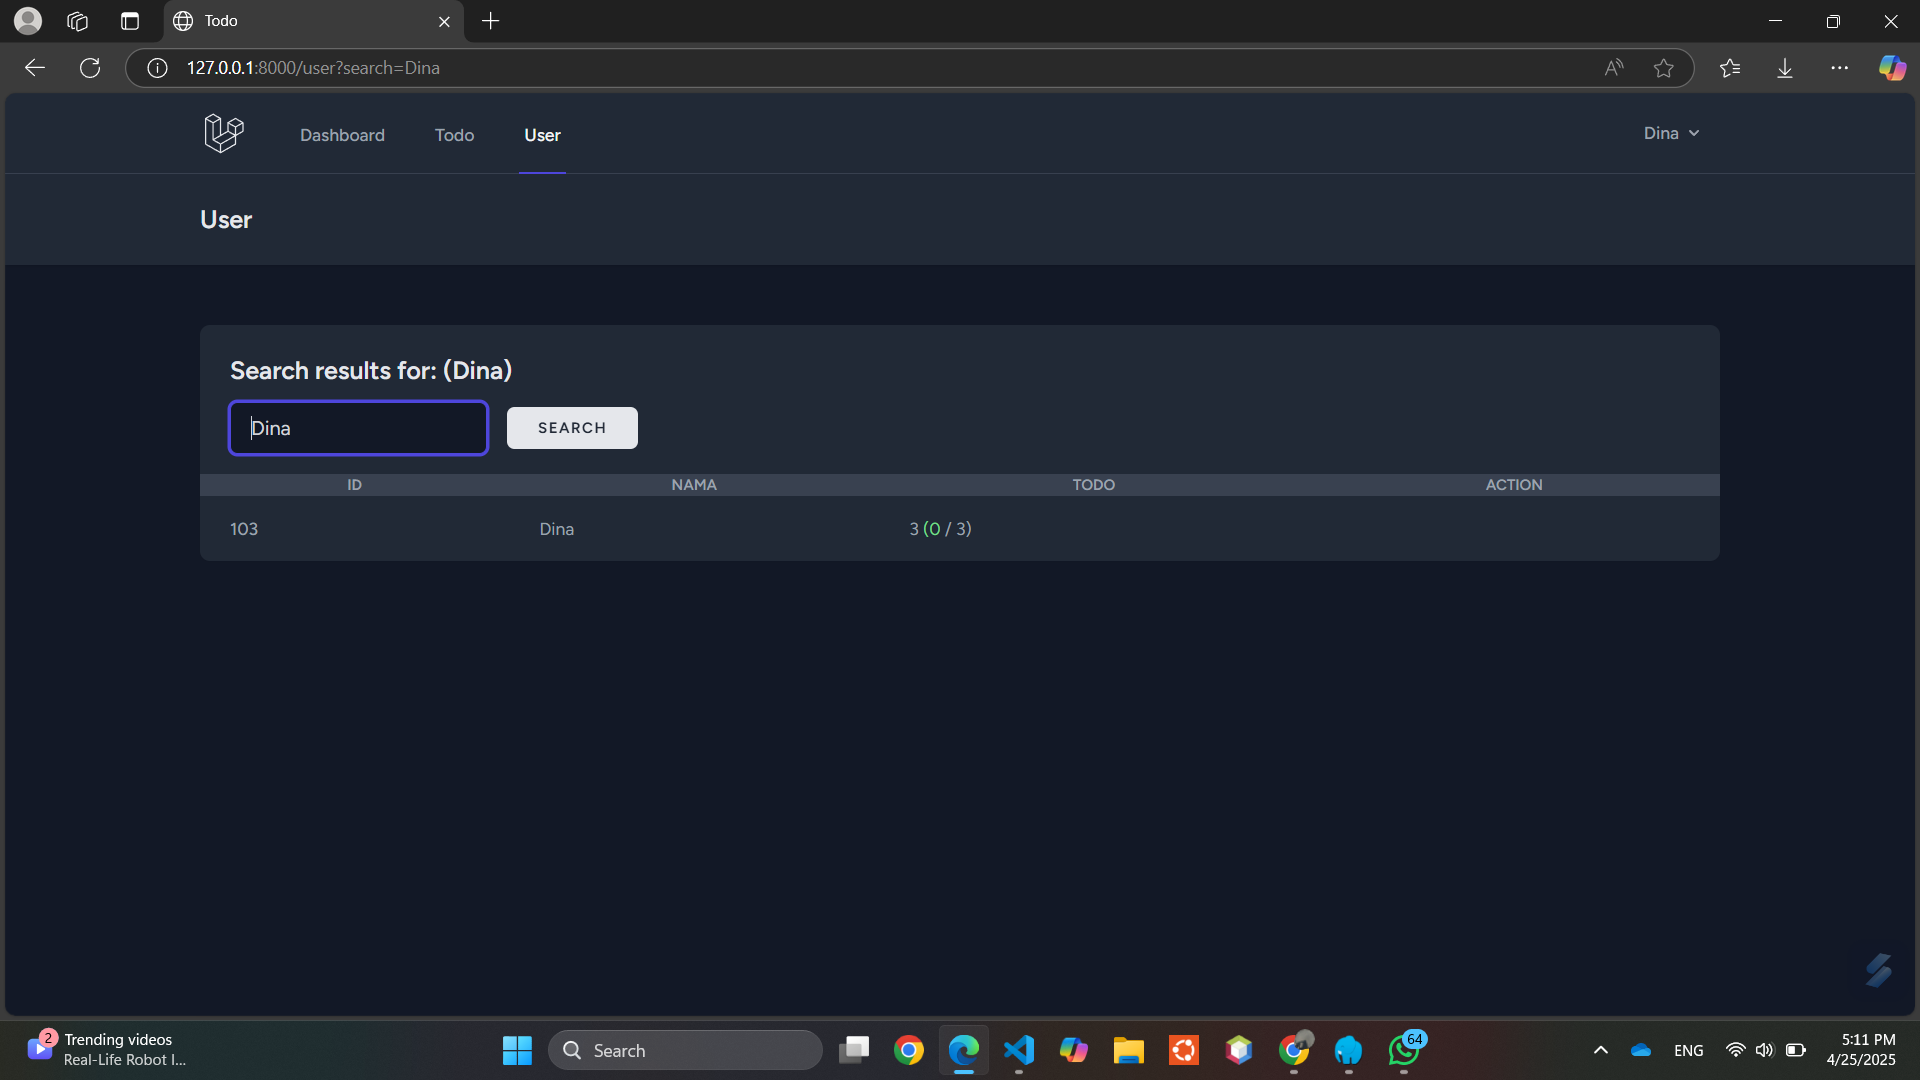 Todo
127.0.0.1:8000/user?search=Dina
Dashboard Todo User Dina
User
Search results for: (Dina)
Dina SEARCH
ID NAMA TODO ACTION
103 Dina 3 (0 / 3)
2 Trending videos
Real-Life Robot I...
Search
64
ENG
5:11 PM
4/25/2025